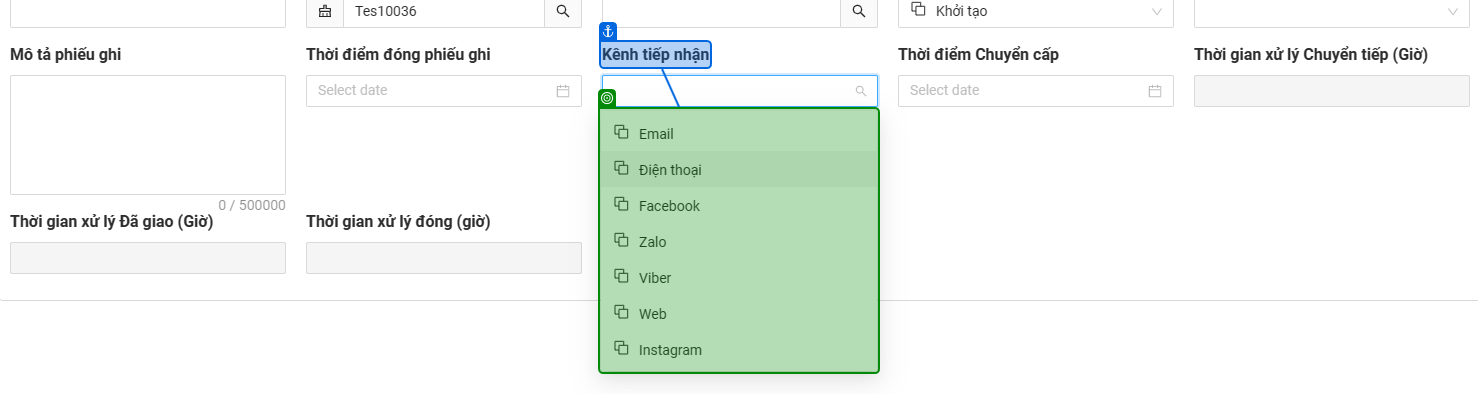 Tes10036
Khởi tạo
Mô tả phiếu ghi
Thời điểm đóng phiếu ghi
Kênh tiếp nhận
Thời điểm Chuyển cấp
Thời gian xử lý Chuyển tiếp (Giờ)
Select date
Select date
Email
Điện thoại
Facebook
Zalo
Viber
Web
Instagram
0 / 500000
Thời gian xử lý Đã giao (Giờ)
Thời gian xử lý đóng (giờ)